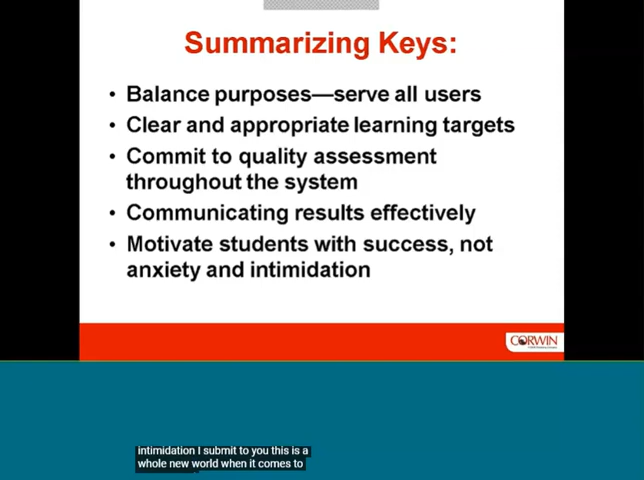 Summarizing Keys:
• Balance purposes—serve all users
• Clear and appropriate learning targets
• Commit to quality assessment
throughout the system
• Communicating results effectively
• Motivate students with success, not
anxiety and intimidation
CORWIN
intimidation I submit to you this is a
whole new world when it comes to